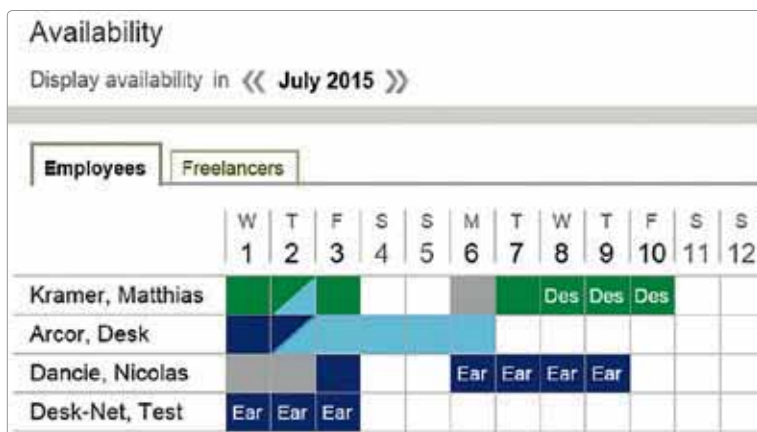 Availability
Display availability in « July 2015 »
Employees Freelancers
W T F S S M T W T F S S
1 2 3 4 5 6 7 8 9 10 11 12
Kramer, Matthias Des Des Des
Arcor, Desk
Dancie, Nicolas Ear Ear Ear Ear
Desk-Net, Test Ear Ear Ear